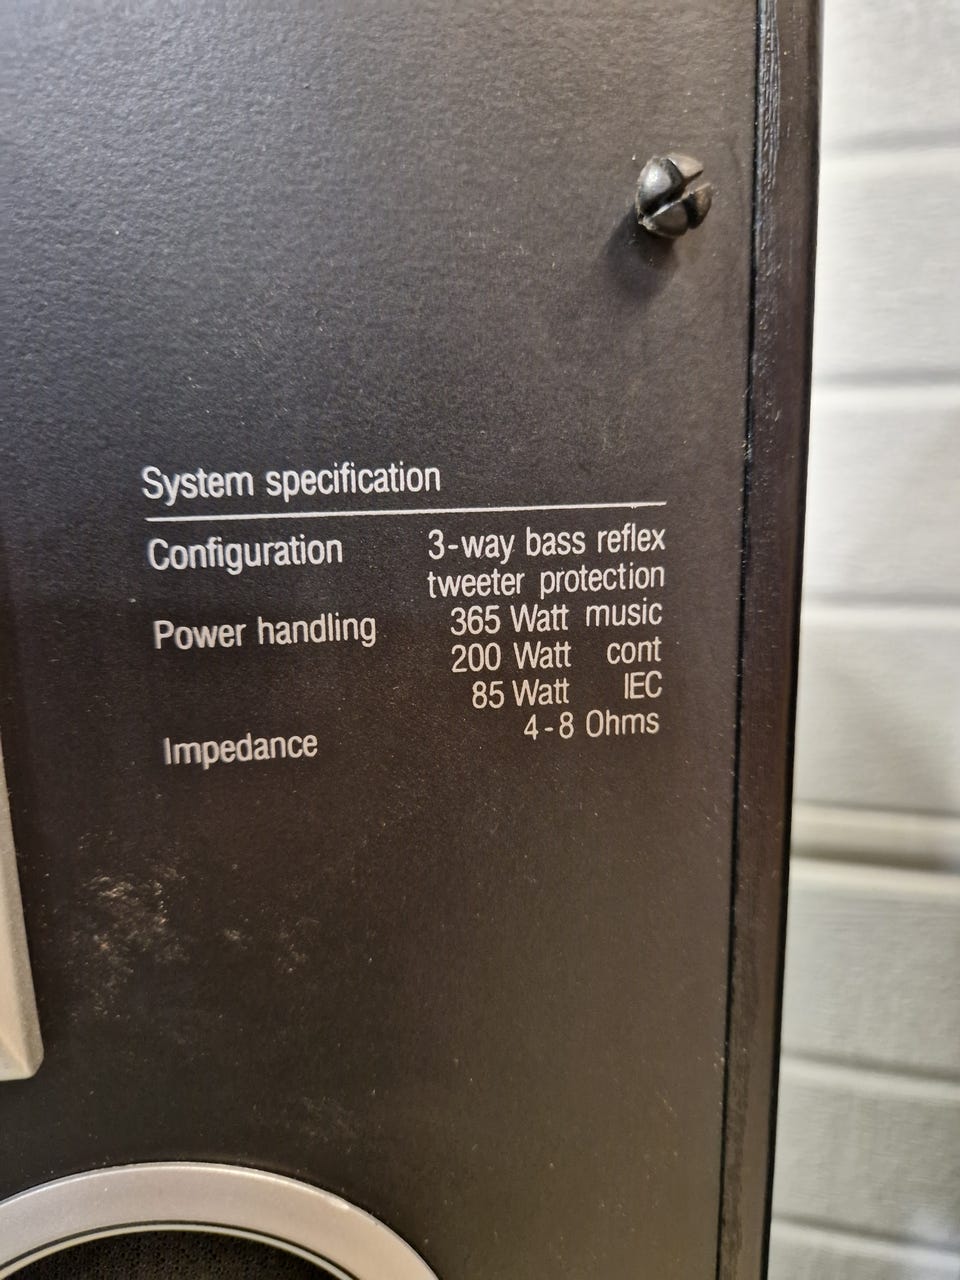 System specification
Configuration 3-way bass reflex
tweeter protection
Power handling 365 Watt music
200 Watt cont
85 Watt IEC
Impedance 4-8 Ohms